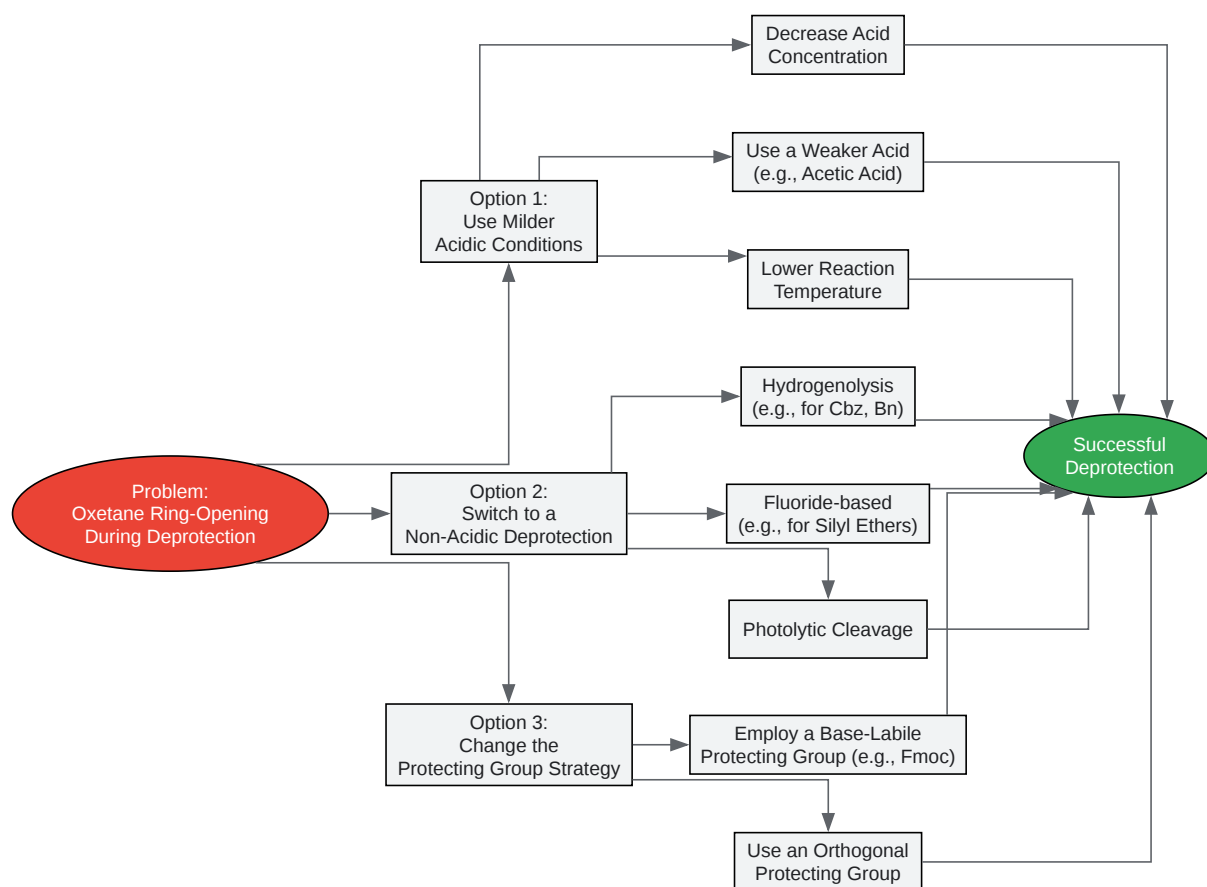 Decrease Acid
Concentration
Use a Weaker Acid
(e.g., Acetic Acid)
Option 1:
Use Milder
Acidic Conditions
Lower Reaction
Temperature
Hydrogenolysis
(e.g., for Cbz, Bn)
Successful
Deprotection
Problem:
Oxetane Ring-Opening
During Deprotection
Option 2:
Switch to a
Non-Acidic Deprotection
Fluoride-based
(e.g., for Silyl Ethers)
Photolytic Cleavage
Option 3:
Change the
Protecting Group Strategy
Employ a Base-Labile
Protecting Group (e.g., Fmoc)
Use an Orthogonal
Protecting Group